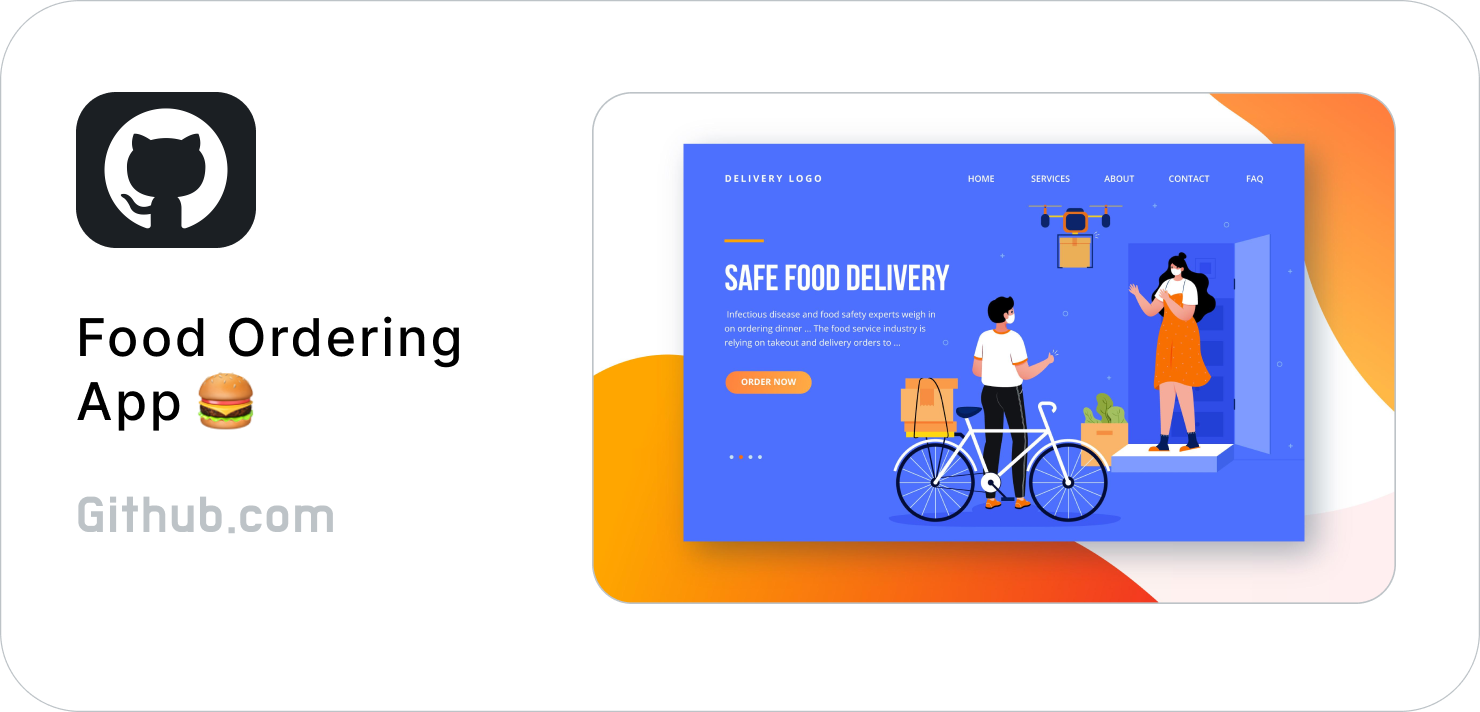 Food Ordering
App 🍔
Github.com
DELIVERY LOGO
HOME SERVICES ABOUT CONTACT FAQ
SAFE FOOD DELIVERY
Infectious disease and food safety experts weigh in
on ordering dinner ... The food service industry is
relying on takeout and delivery orders to ...
ORDER NOW